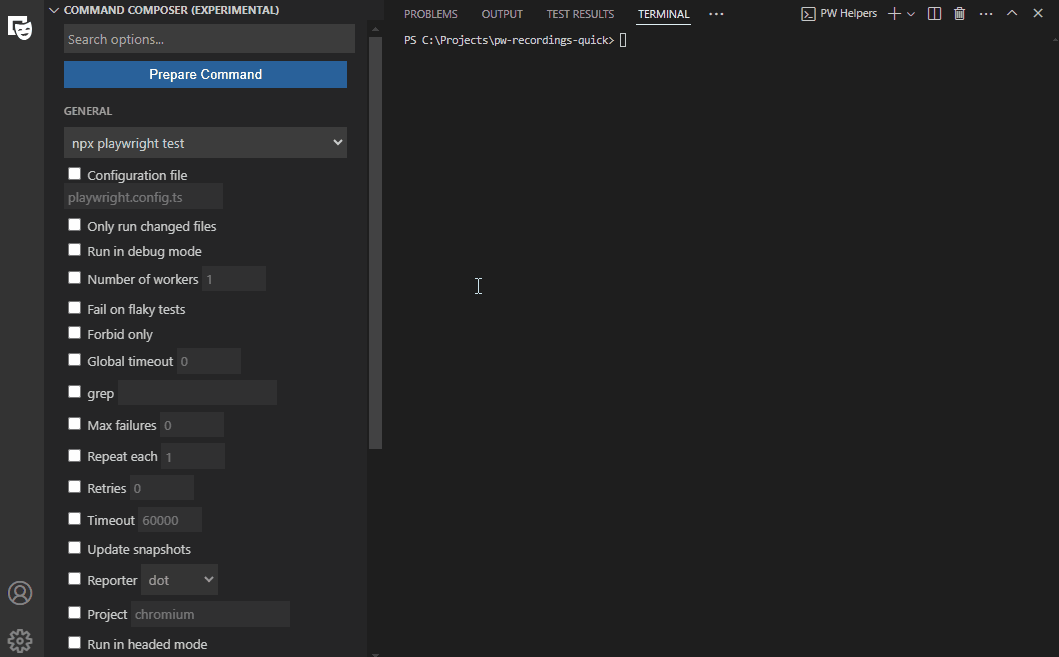 COMMAND COMPOSER (EXPERIMENTAL)
Search options...
Prepare Command
GENERAL
npx playwright test
Configuration file
playwright.config.ts
Only run changed files
Run in debug mode
Number of workers 1
Fail on flaky tests
Forbid only
Global timeout 0
grep
Max failures 0
Repeat each 1
Retries 0
Timeout 60000
Update snapshots
Reporter dot
Project chromium
Run in headed mode
PROBLEMS OUTPUT TEST RESULTS TERMINAL ··· PW Helpers
PS C:\Projects\pw-recordings-quick>